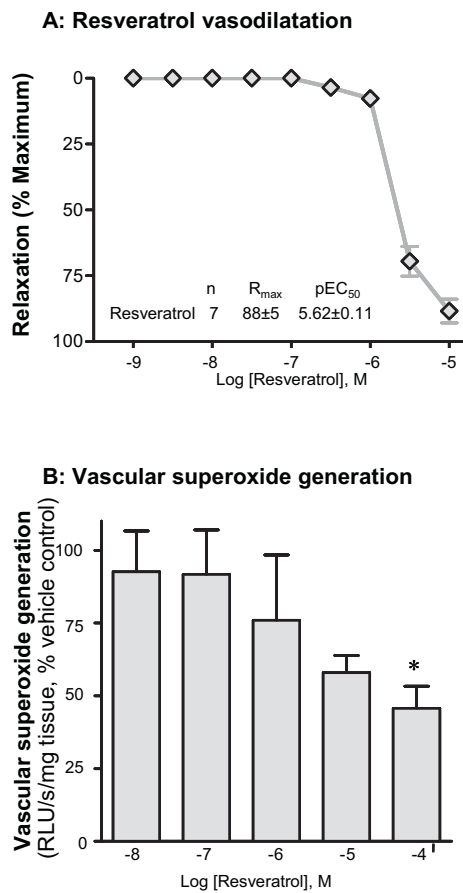 A: Resveratrol vasodilatation
Relaxation (% Maximum)
0
25
50
75
100
n R_max pEC_50
Resveratrol 7 88±5 5.62±0.11
-9 -8 -7 -6 -5
Log [Resveratrol], M
B: Vascular superoxide generation
Vascular superoxide generation
(RLU/s/mg tissue, % vehicle control)
100
75
50
25
0
*
-8 -7 -6 -5 -4
Log [Resveratrol], M